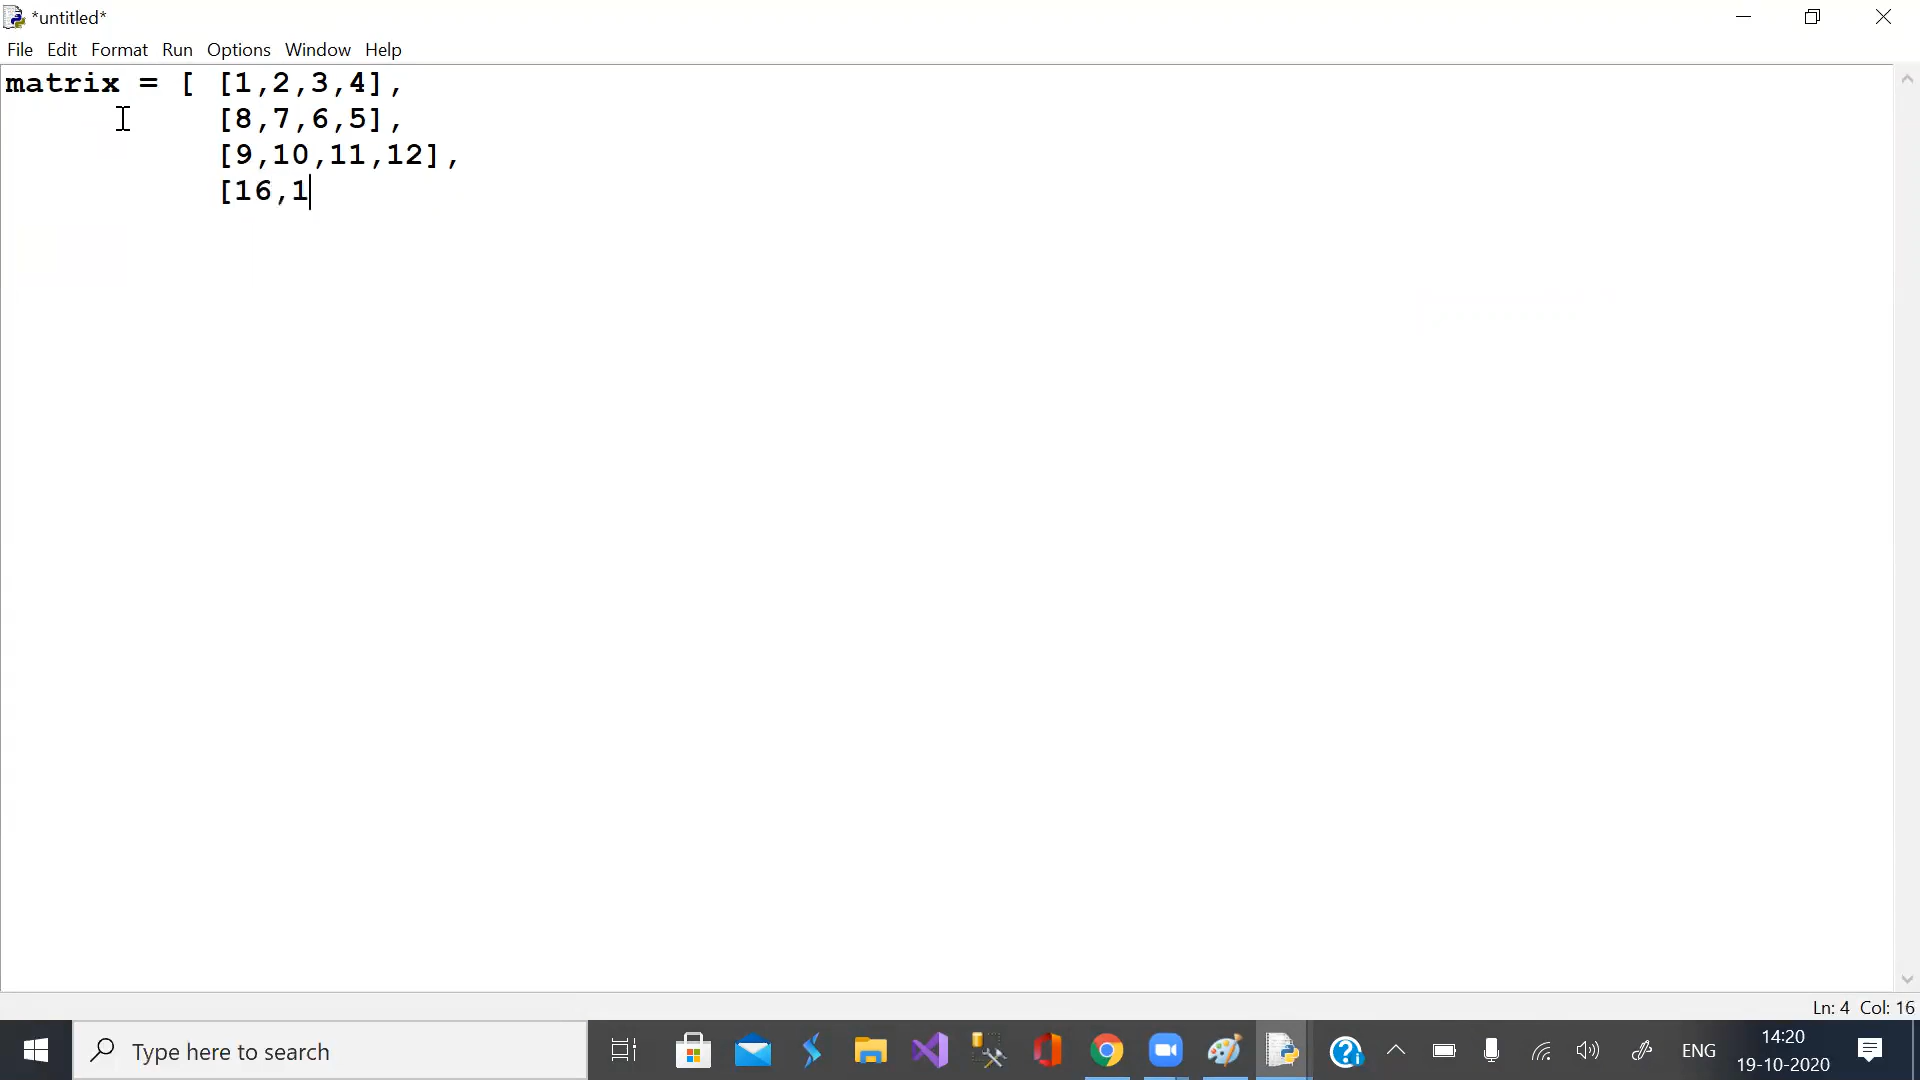 *untitled*
File Edit Format Run Options Window Help
matrix = [ [1,2,3,4],
[8,7,6,5],
[9,10,11,12],
[16,1
Ln: 4 Col: 16
Type here to search
ENG
14:20
19-10-2020